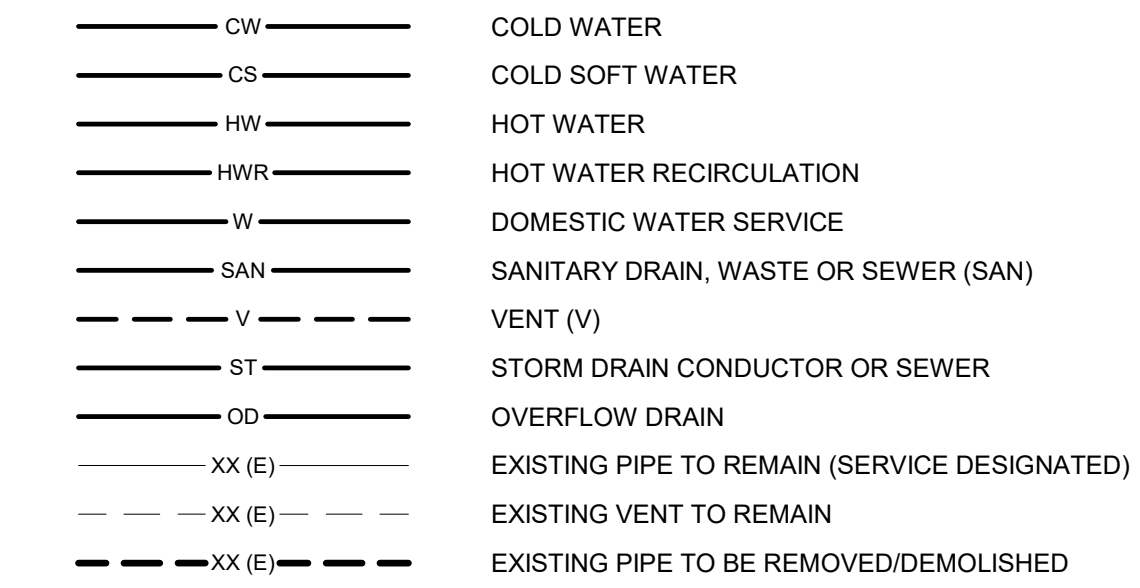 CW COLD WATER
CS COLD SOFT WATER
HW HOT WATER
HWR HOT WATER RECIRCULATION
W DOMESTIC WATER SERVICE
SAN SANITARY DRAIN, WASTE OR SEWER (SAN)
V VENT (V)
ST STORM DRAIN CONDUCTOR OR SEWER
OD OVERFLOW DRAIN
XX (E) EXISTING PIPE TO REMAIN (SERVICE DESIGNATED)
XX (E) EXISTING VENT TO REMAIN
XX (E) EXISTING PIPE TO BE REMOVED/DEMOLISHED